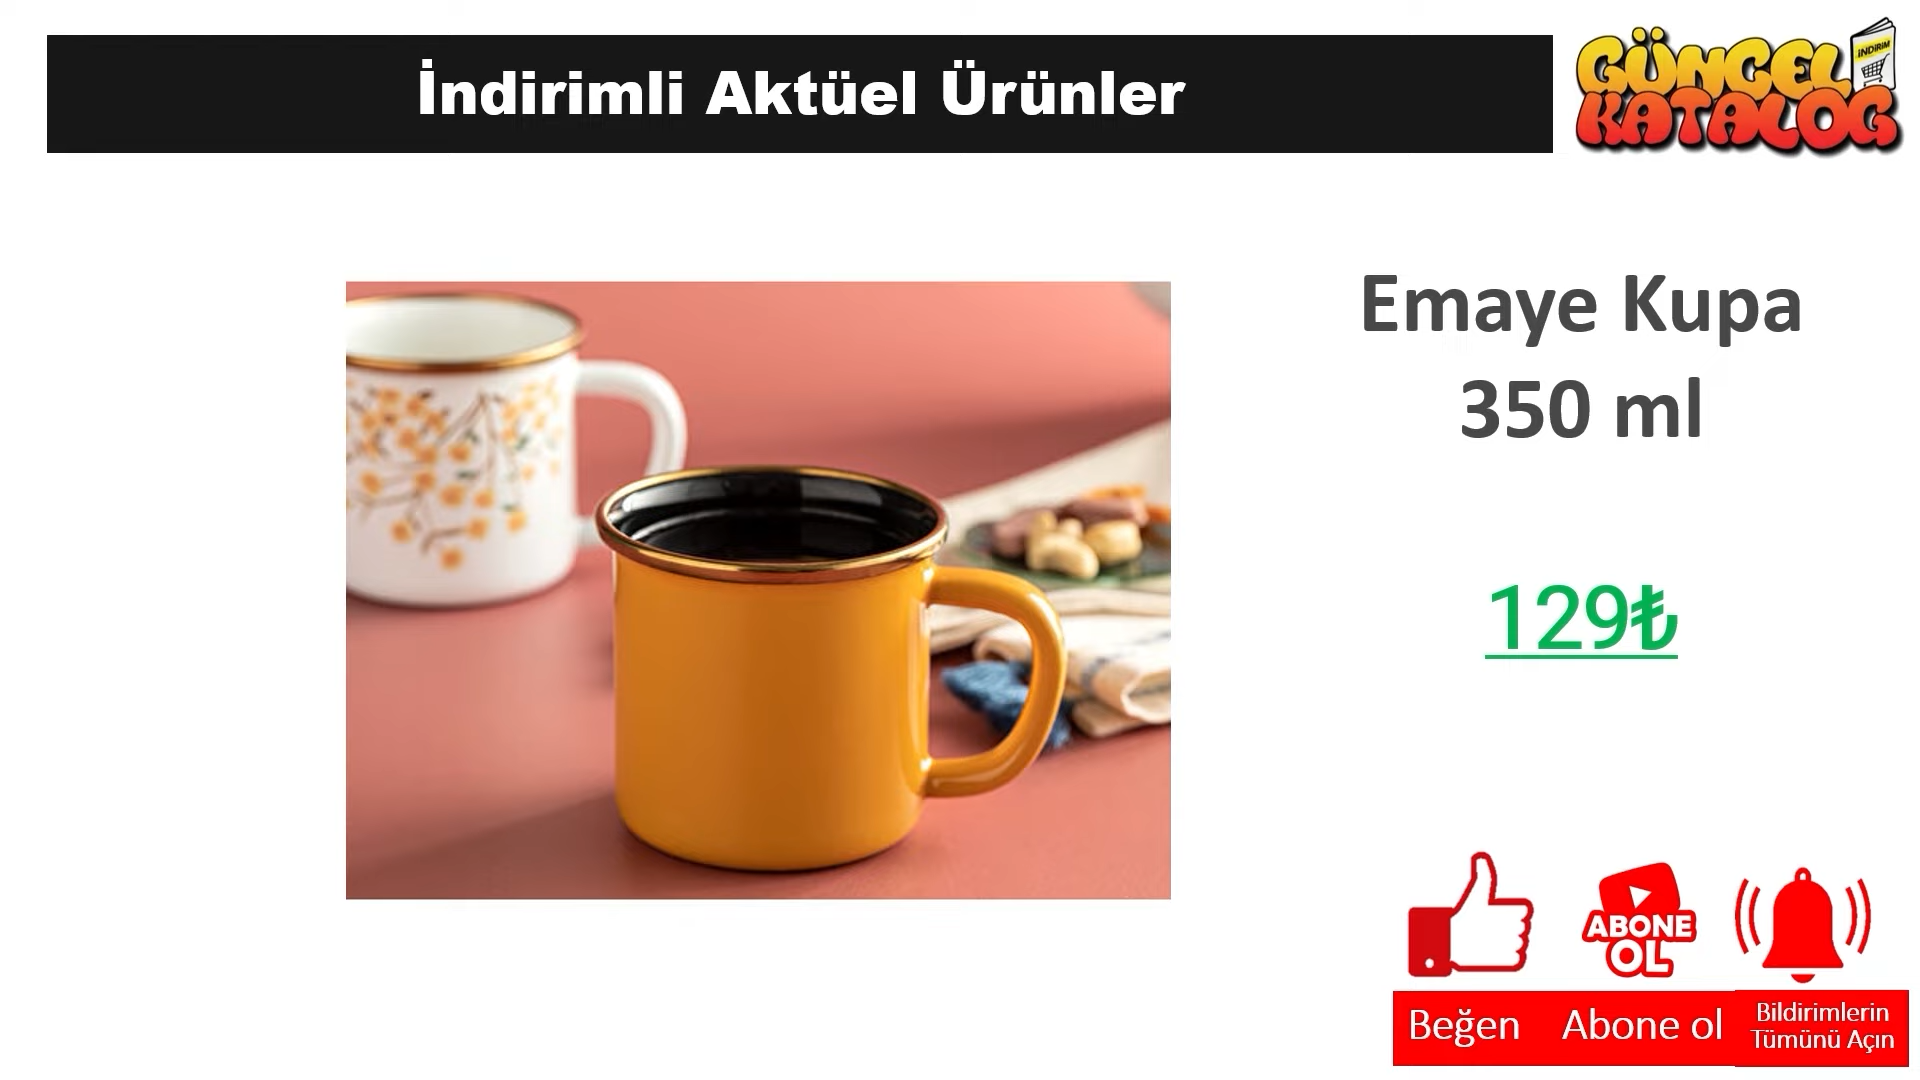 İndirimli Aktüel Ürünler
GÜNCEL
KATALOG
İNDİRİM
Emaye Kupa
350 ml
129₺
ABONE
OL
Beğen
Abone ol
Bildirimlerin
Tümünü Açın